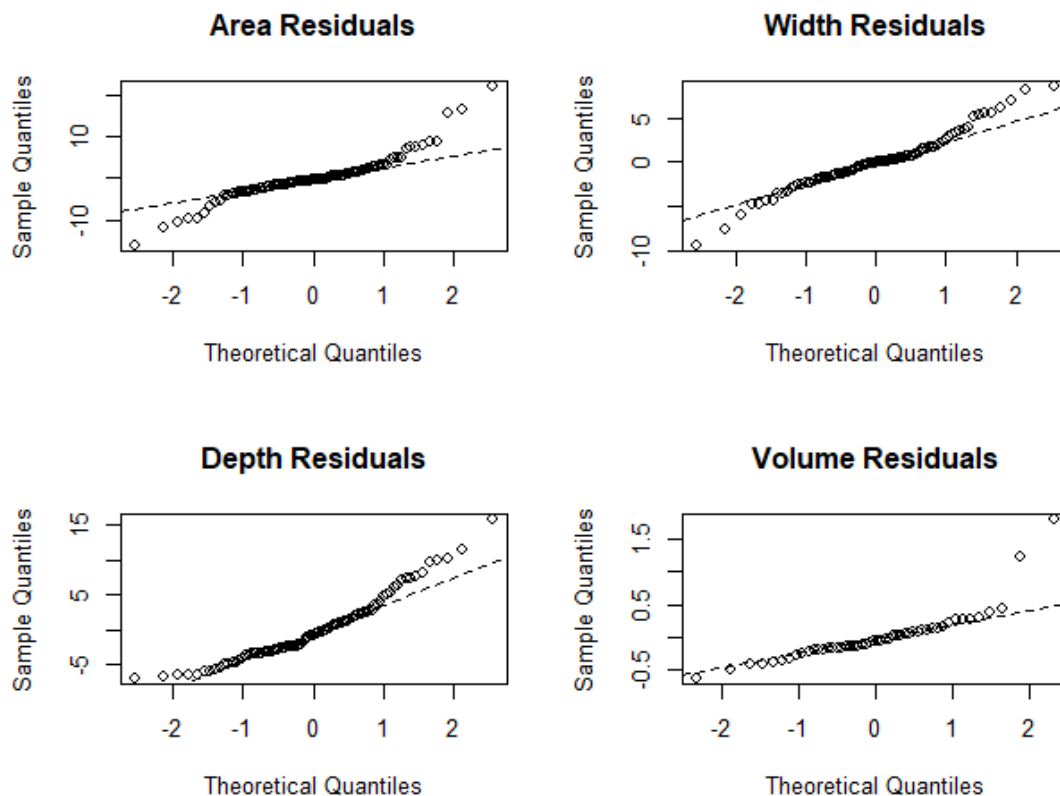 Area Residuals
Sample Quantiles
10
-10
-2 -1 0 1 2
Theoretical Quantiles
Width Residuals
Sample Quantiles
5
0
-10
-2 -1 0 1 2
Theoretical Quantiles
Depth Residuals
Sample Quantiles
15
5
-5
-2 -1 0 1 2
Theoretical Quantiles
Volume Residuals
Sample Quantiles
1.5
0.5
-0.5
-2 -1 0 1 2
Theoretical Quantiles